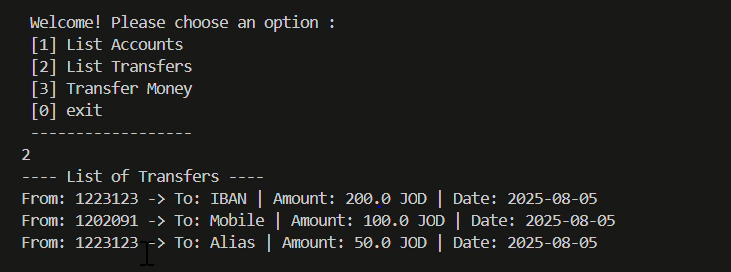 Welcome! Please choose an option :
[1] List Accounts
[2] List Transfers
[3] Transfer Money
[0] exit
------------------
2
---- List of Transfers ----
From: 1223123 -> To: IBAN | Amount: 200.0 JOD | Date: 2025-08-05
From: 1202091 -> To: Mobile | Amount: 100.0 JOD | Date: 2025-08-05
From: 1223123 -> To: Alias | Amount: 50.0 JOD | Date: 2025-08-05